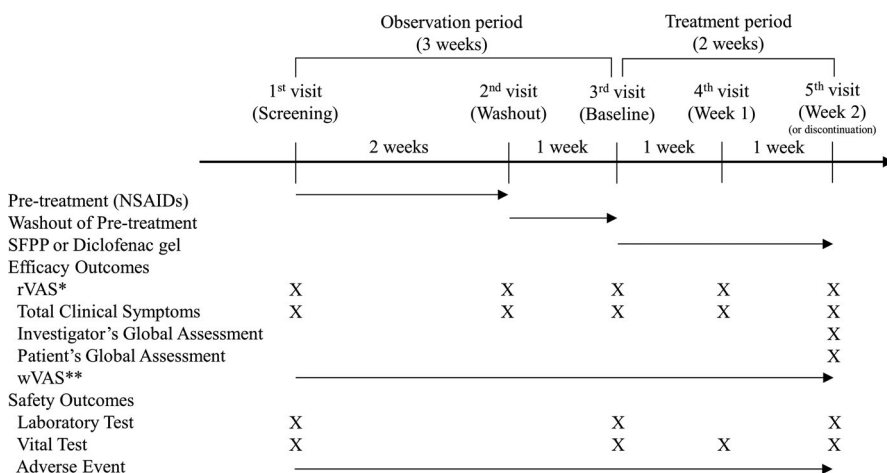 Observation period
(3 weeks)
Treatment period
(2 weeks)
1st visit
(Screening)
2nd visit
(Washout)
3rd visit
(Baseline)
4th visit
(Week 1)
5th visit
(Week 2)
(or discontinuation)
2 weeks
1 week
1 week
1 week
Pre-treatment (NSAIDs)
Washout of Pre-treatment
SFPP or Diclofenac gel
Efficacy Outcomes
rVAS* X X X X X
Total Clinical Symptoms X X X X X
Investigator's Global Assessment X
Patient's Global Assessment X
wVAS**
Safety Outcomes
Laboratory Test X X X
Vital Test X X X X
Adverse Event